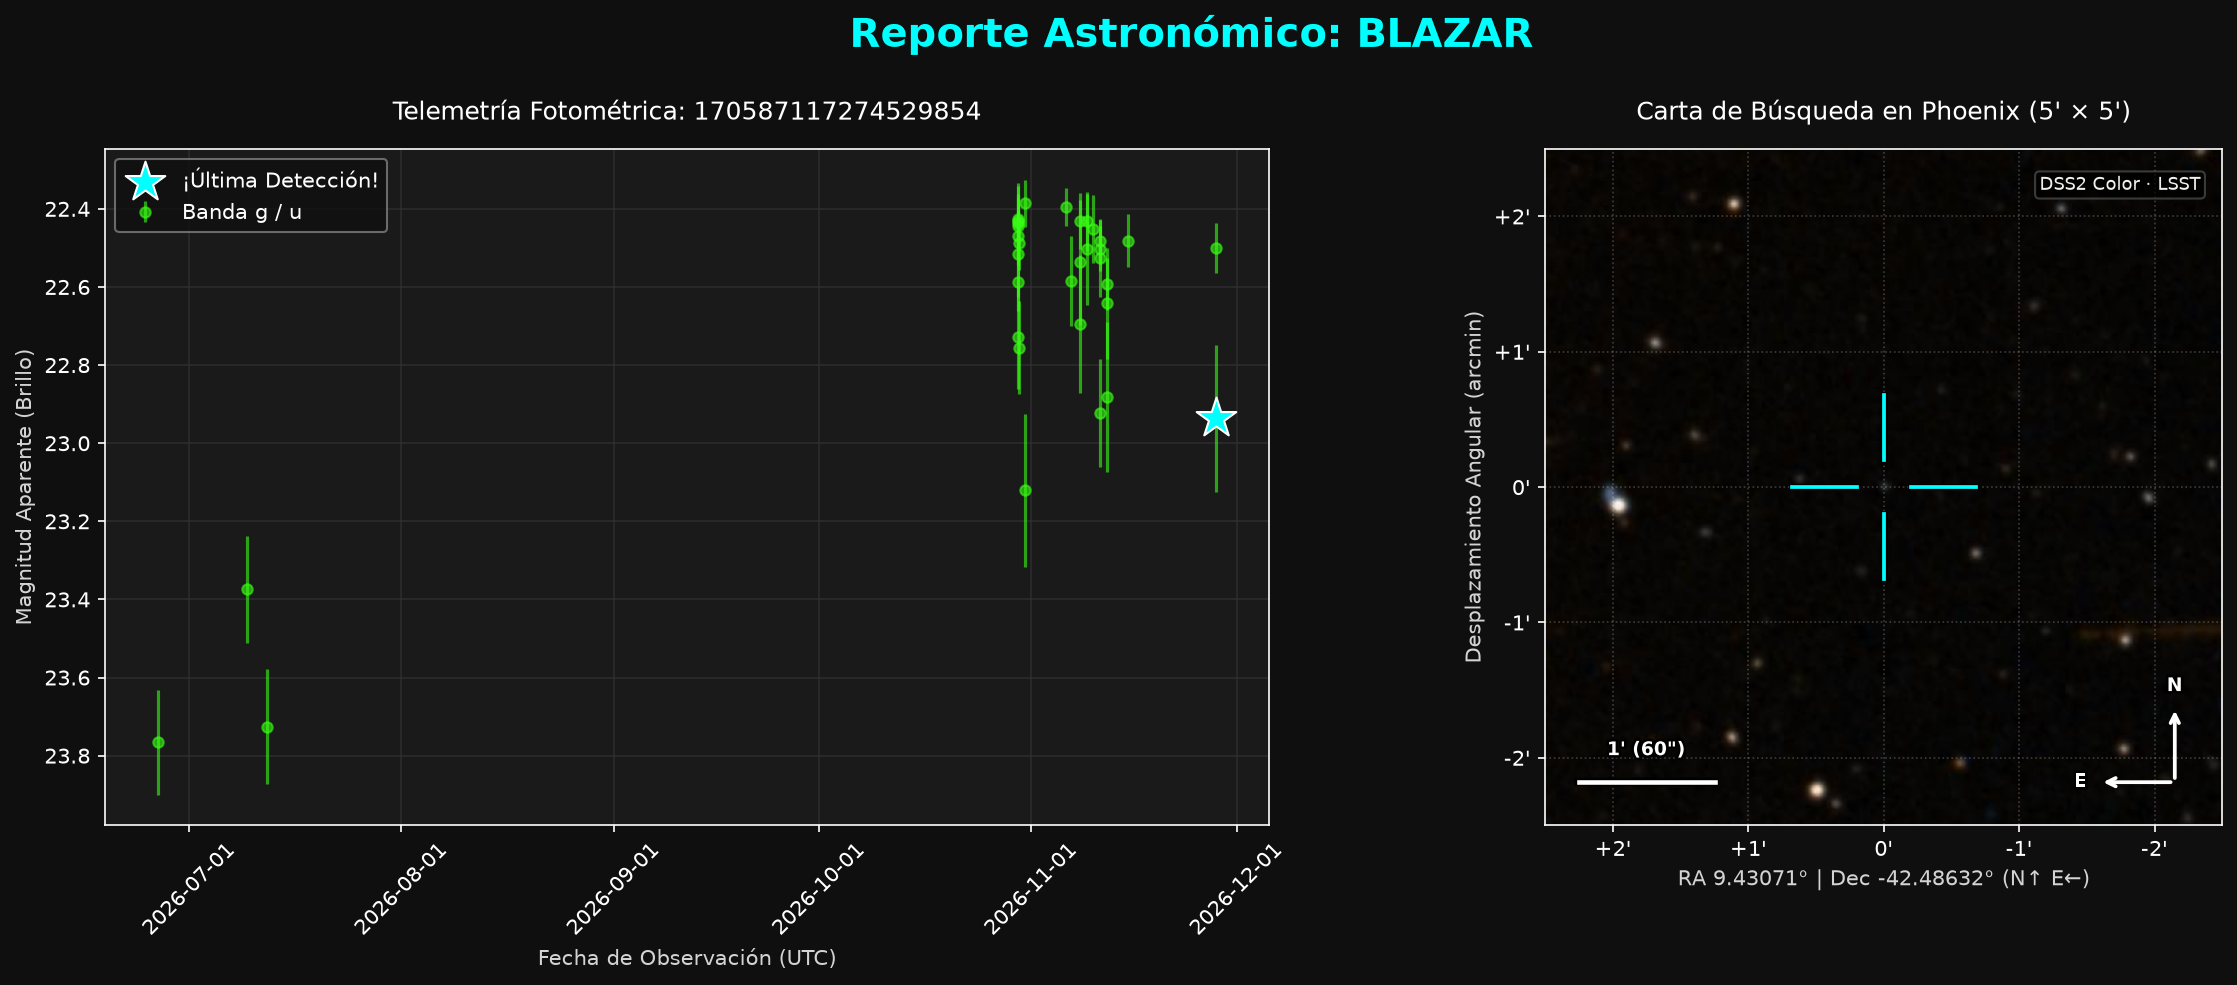 Reporte Astronómico: BLAZAR
Telemetría Fotométrica: 170587117274529854
¡Última Detección!
Banda g / u
Magnitud Aparente (Brillo)
22.4
22.6
22.8
23.0
23.2
23.4
23.6
23.8
2026-07-01
2026-08-01
2026-09-01
2026-10-01
2026-11-01
2026-12-01
Fecha de Observación (UTC)
Carta de Búsqueda en Phoenix (5' × 5')
DSS2 Color · LSST
Desplazamiento Angular (arcmin)
+2'
+1'
0'
-1'
-2'
N
E
1' (60")
+2'
+1'
0'
-1'
-2'
RA 9.43071° | Dec -42.48632° (N↑ E←)